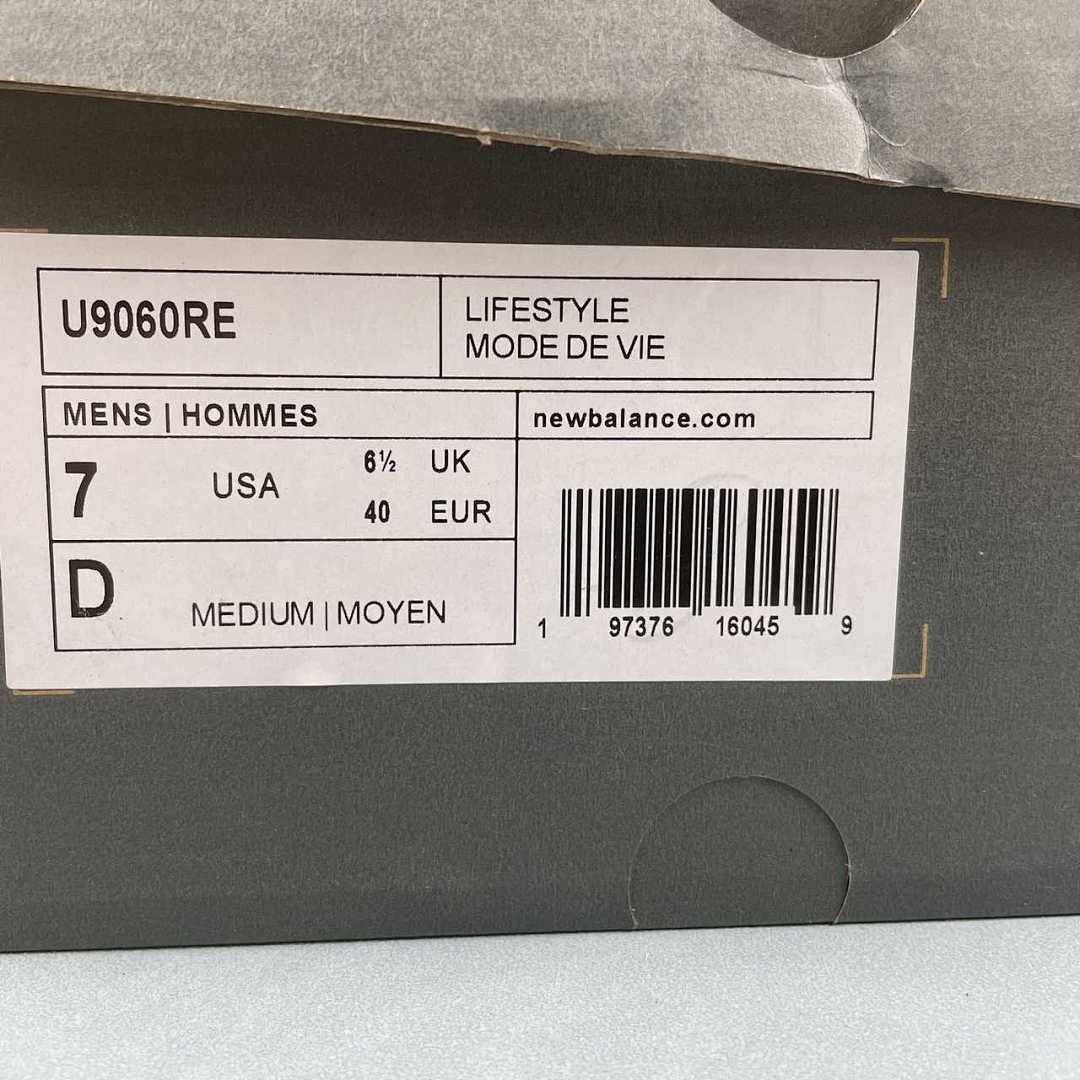 U9060RE
LIFESTYLE
MODE DE VIE
MENS | HOMMES
newbalance.com
7 USA 6½ UK
40 EUR
D MEDIUM | MOYEN
1 97376 16045 9